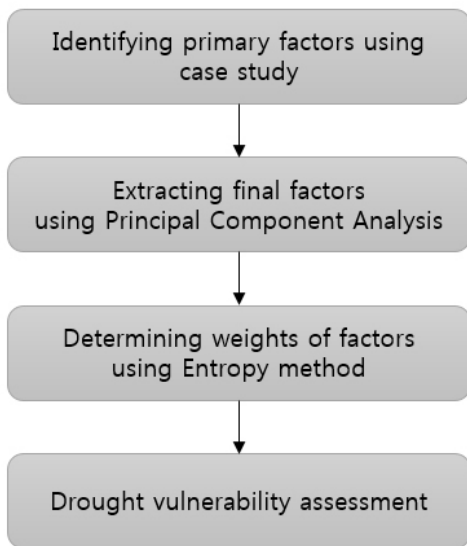 Identifying primary factors using
case study
Extracting final factors
using Principal Component Analysis
Determining weights of factors
using Entropy method
Drought vulnerability assessment